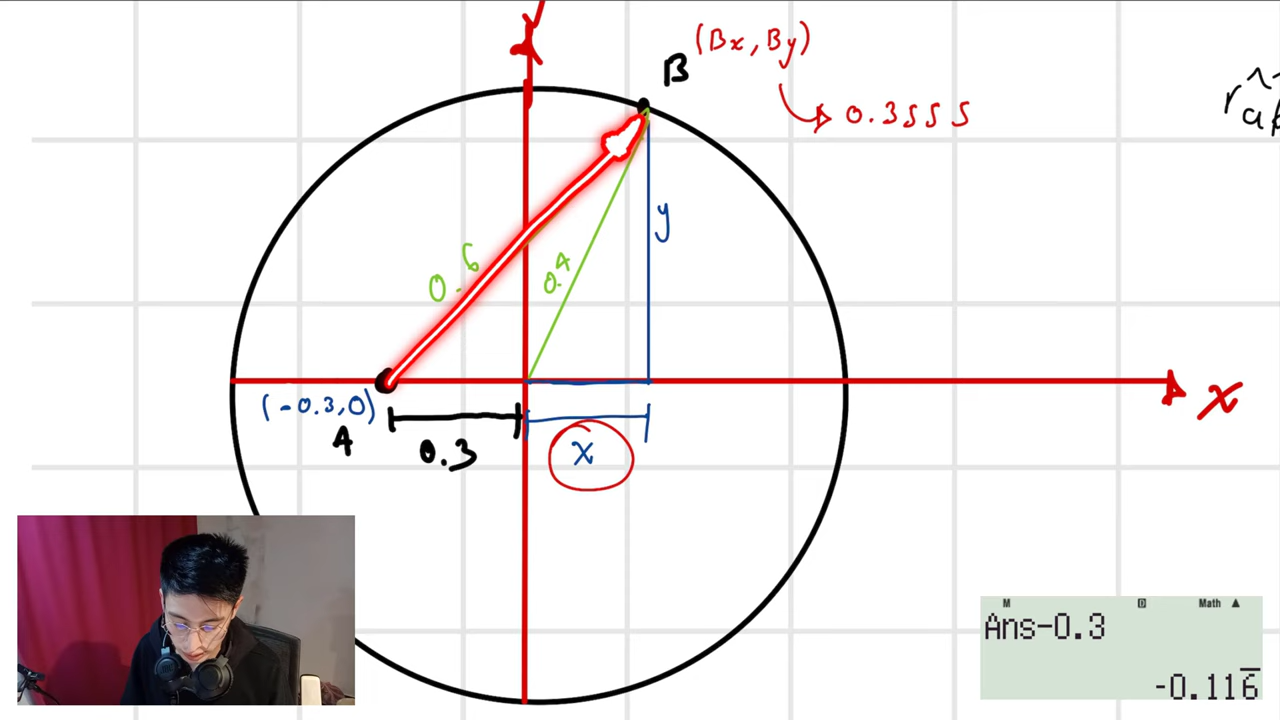 y
B (Bx, By)
→ 0.3555
r̂ab
0.6
0.4
y
(-0.3,0)
A
0.3
x
x
M D Math ▲
Ans-0.3
-0.116̅